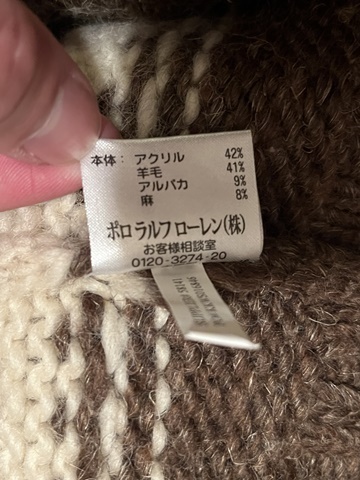 本体： アクリル 42%
羊毛 41%
アルパカ 9%
麻 8%
ポロラルフローレン(株)
お客様相談室
0120-3274-20